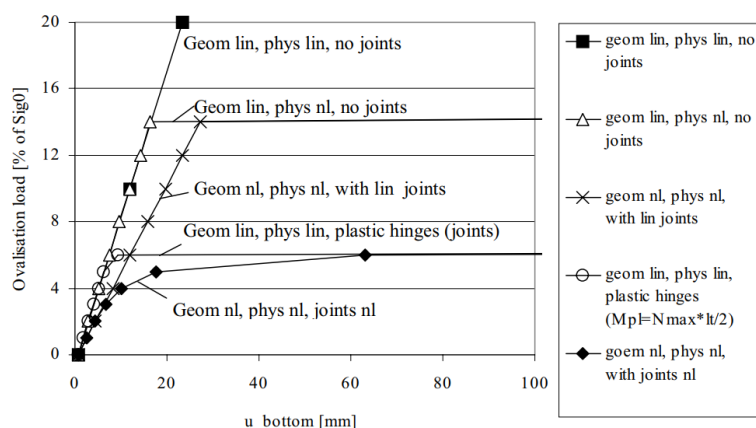 20
16
12
8
4
0
Ovalisation load [% of Sig0]
Geom lin, phys lin, no joints
Geom lin, phys nl, no joints
Geom nl, phys nl, with lin joints
Geom lin, phys lin, plastic hinges (joints)
Geom nl, phys nl, joints nl
0
20
40
60
80
100
u bottom [mm]
geom lin, phys lin, no
joints
geom lin, phys nl, no
joints
geom nl, phys nl,
with lin joints
geom lin, phys lin,
plastic hinges
(Mpl=Nmax*lt/2)
goem nl, phys nl,
with joints nl